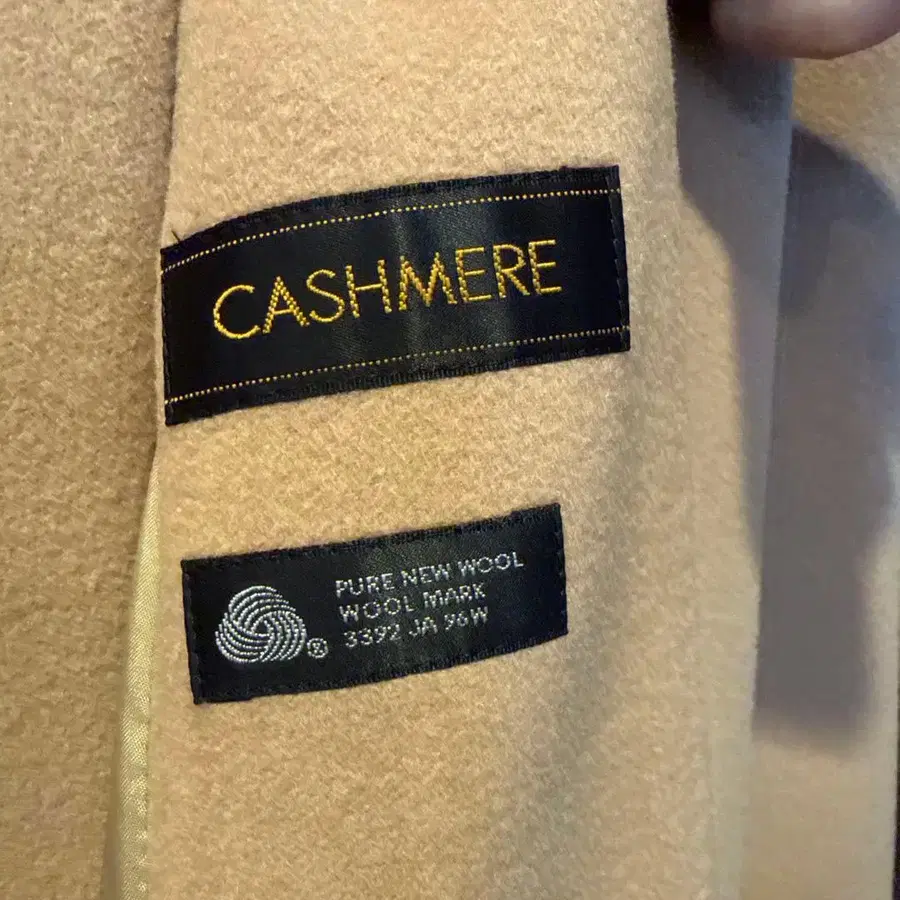 CASHMERE
PURE NEW WOOL
WOOL MARK
3392 JA 96W
®